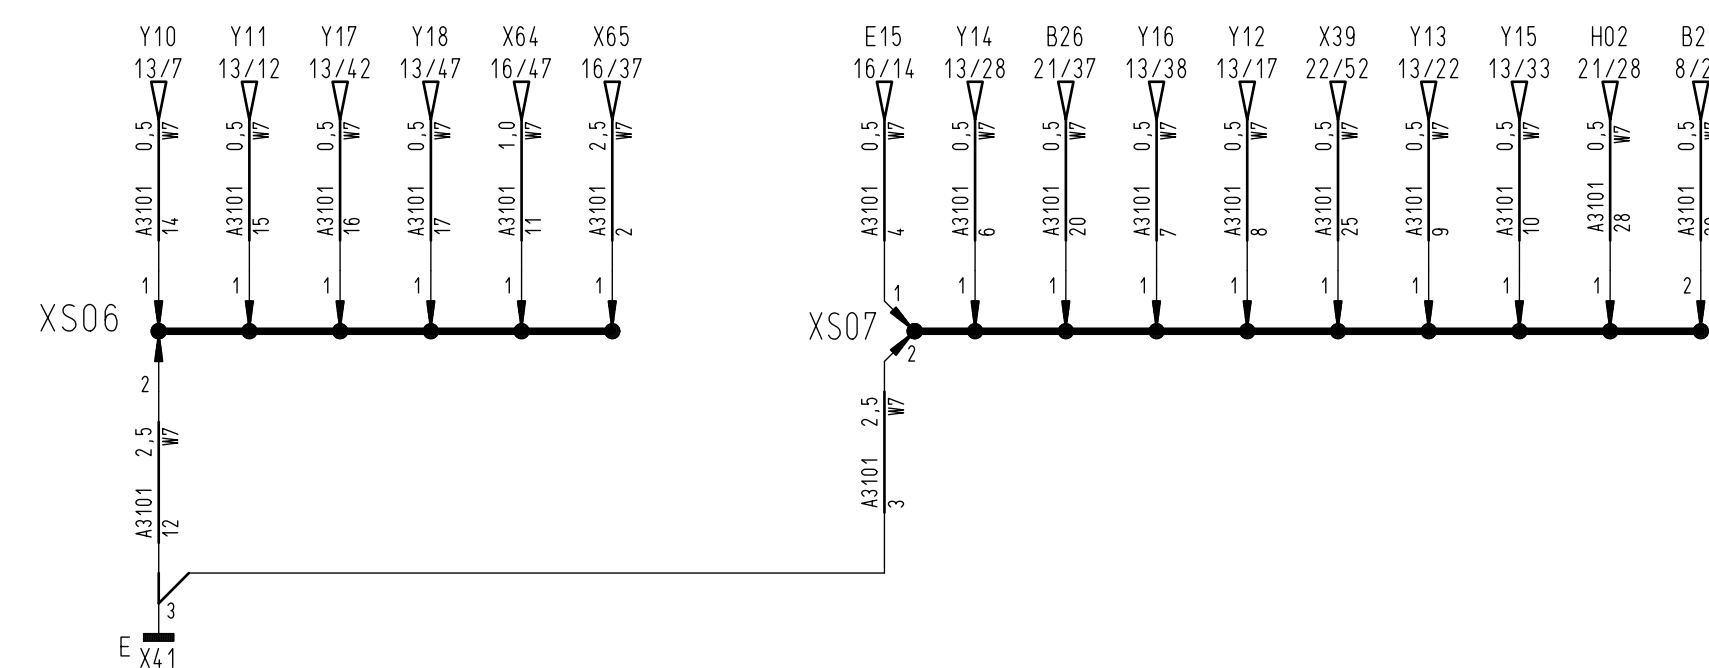 Y10 Y11 Y17 Y18 X64 X65 E15 Y14 B26 Y16 Y12 X39 Y13 Y15 H02
13/7 13/12 13/42 13/47 16/47 16/37 16/14 13/28 21/37 13/38 13/17 22/52 13/22 13/33 21/28
0,5 W7 0,5 W7 0,5 W7 0,5 W7 1,0 W7 2,5 W7 0,5 W7 0,5 W7 0,5 W7 0,5 W7 0,5 W7 0,5 W7 0,5 W7 0,5 W7 0,5 W7 0,5 W7
A3101 14 A3101 15 A3101 16 A3101 17 A3101 11 A3101 2 A3101 4 A3101 6 A3101 20 A3101 7 A3101 8 A3101 25 A3101 9 A3101 10 A3101 28 A3101
1 1 1 1 1 1 1 1 1 1 1 1 1 1 1 2
XS06 XS07
2 2
2,5 W7 2,5 W7
A3101 12 A3101 3
3
E X41